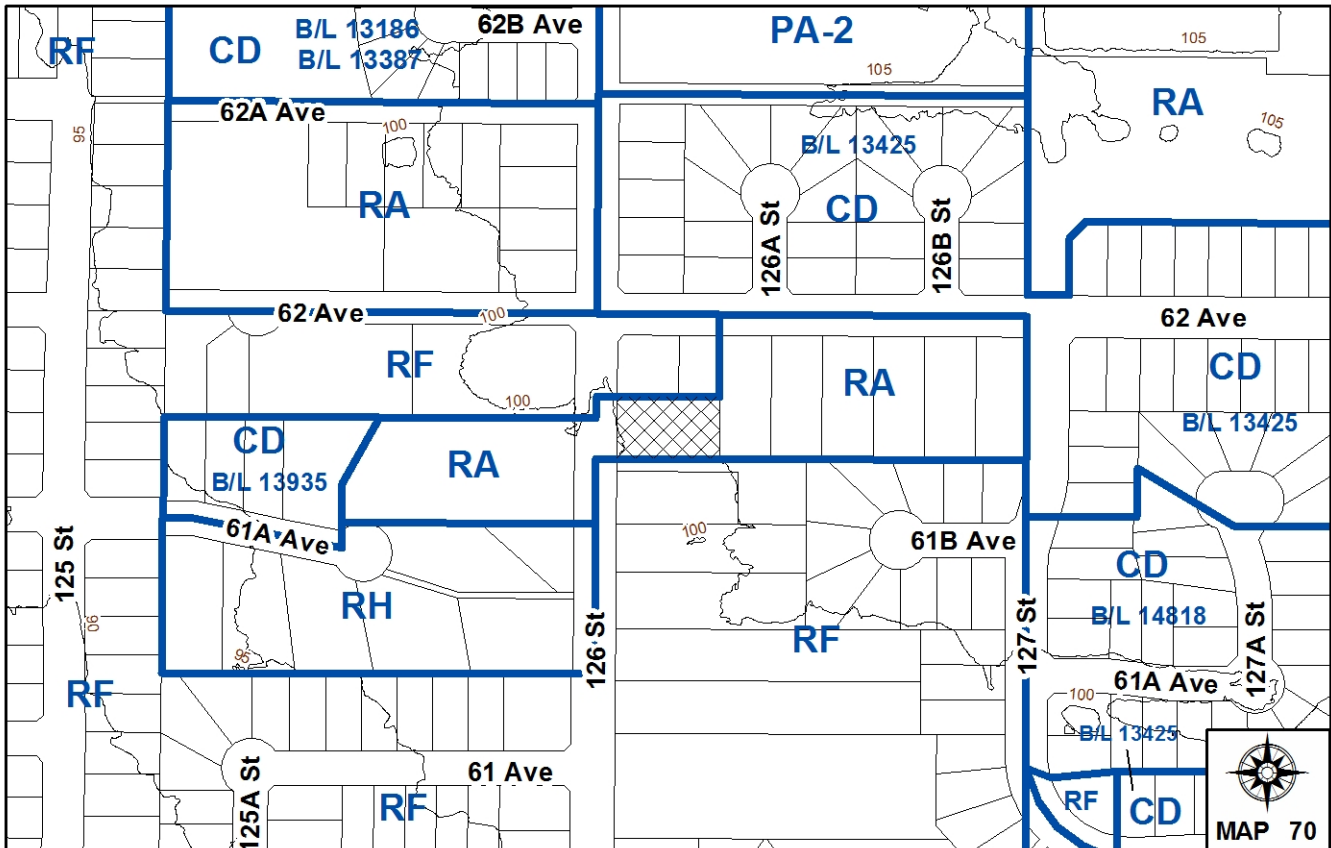 RF
CD
B/L 13186
B/L 13387
62B Ave
PA-2
105
105
RA
105
62A Ave
95
100
RA
B/L 13425
CD
126A St
126B St
62 Ave
100
62 Ave
RF
100
RA
CD
B/L 13425
CD
B/L 13935
RA
61A Ave
125 St
100
61B Ave
CD
RH
B/L 14818
90
95
126 St
RF
127 St
127A St
RF
61A Ave
100
B/L 13425
125A St
61 Ave
RF
RF
CD
MAP 70